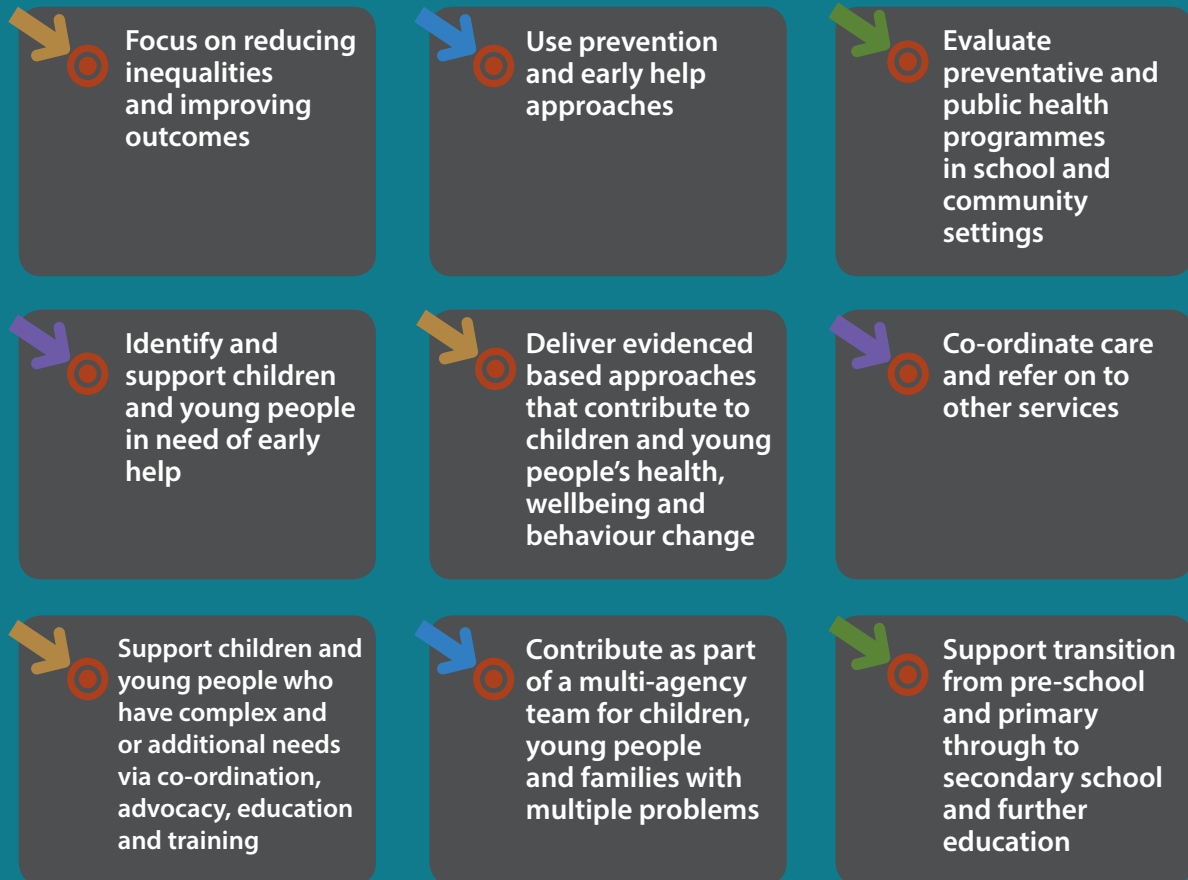 Focus on reducing
inequalities
and improving
outcomes
Use prevention
and early help
approaches
Evaluate
preventative and
public health
programmes
in school and
community
settings
Identify and
support children
and young people
in need of early
help
Deliver evidenced
based approaches
that contribute to
children and young
people’s health,
wellbeing and
behaviour change
Co-ordinate care
and refer on to
other services
Support children and
young people who
have complex and
or additional needs
via co-ordination,
advocacy, education
and training
Contribute as part
of a multi-agency
team for children,
young people
and families with
multiple problems
Support transition
from pre-school
and primary
through to
secondary school
and further
education